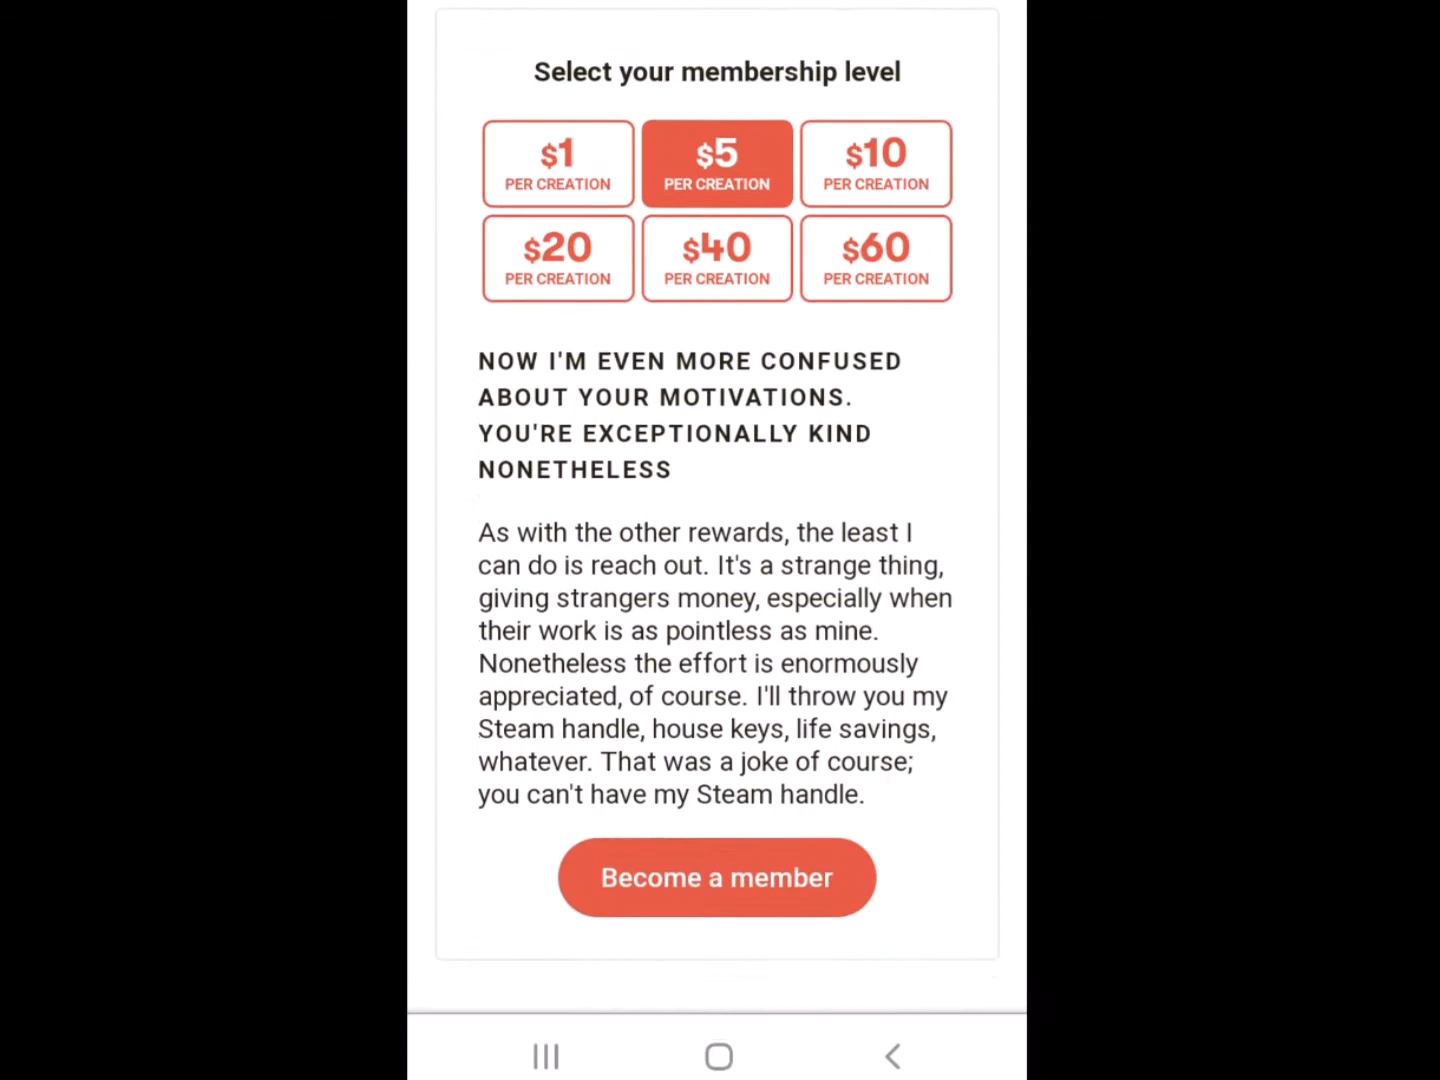 Select your membership level
$1 $5 $10
PER CREATION PER CREATION PER CREATION
$20 $40 $60
PER CREATION PER CREATION PER CREATION
NOW I'M EVEN MORE CONFUSED
ABOUT YOUR MOTIVATIONS.
YOU'RE EXCEPTIONALLY KIND
NONETHELESS
As with the other rewards, the least I
can do is reach out. It's a strange thing,
giving strangers money, especially when
their work is as pointless as mine.
Nonetheless the effort is enormously
appreciated, of course. I'll throw you my
Steam handle, house keys, life savings,
whatever. That was a joke of course;
you can't have my Steam handle.
Become a member